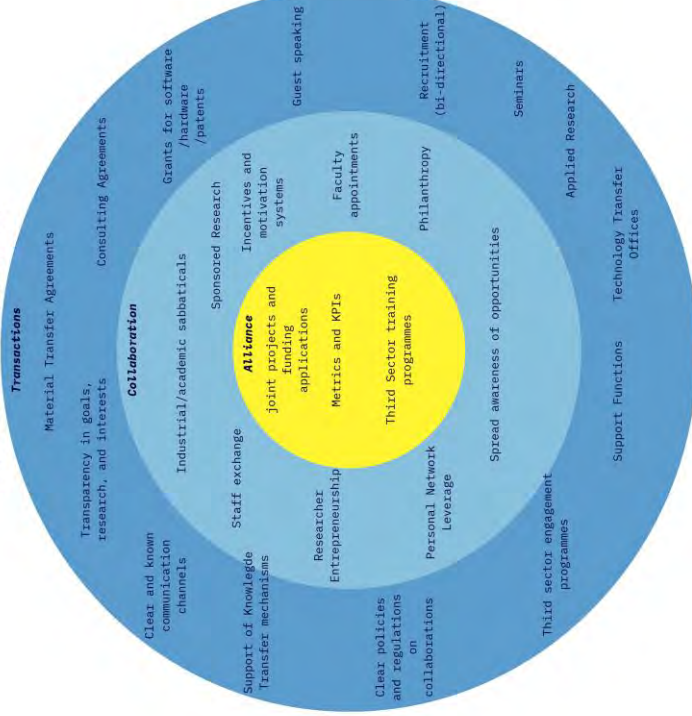 Transactions
Material Transfer Agreements
Transparency in goals,
research, and interests
Consulting Agreements
Clear and known
communication
channels
Grants for software
/hardware
/patents
Support of Knowlegde
Transfer mechanisms
Guest speaking
Clear policies
and regulations
on
collaborations
Recruitment
(bi-directional)
Seminars
Third sector engagement
programmes
Applied Research
Support Functions
Technology Transfer
Offices
Collaboration
Industrial/academic sabbaticals
Sponsored Research
Staff exchange
Incentives and
motivation
systems
Researcher
Entrepreneurship
Faculty
appointments
Personal Network
Leverage
Philanthropy
Spread awareness of opportunities
Alliance
joint projects and
funding
applications
Metrics and KPIs
Third Sector training
programmes